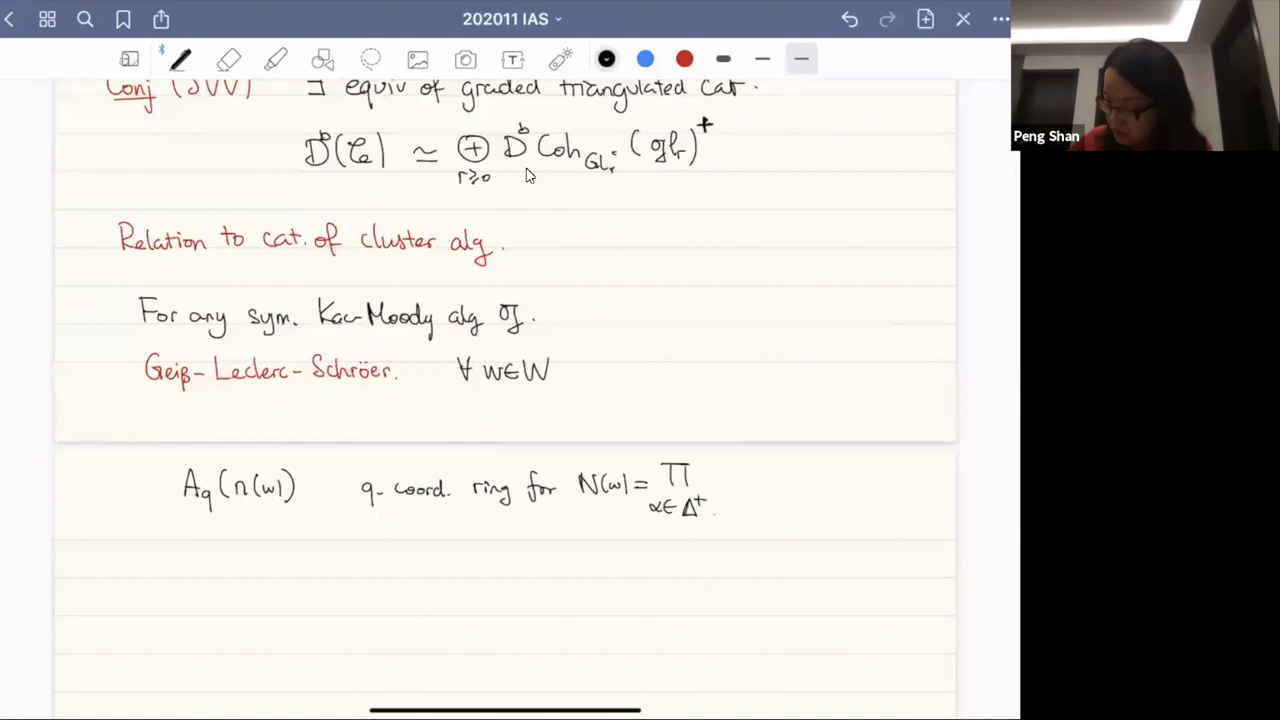 202011 IAS
Peng Shan
Conj (SVV) ∃ equiv of graded triangulated cat.
D^b(C) ≃ ⊕_{r≥0} D^b Coh_{GL_r}(gl_r)^+
Relation to cat. of cluster alg.
For any sym. Kac-Moody alg 𝔤.
Geiß-Leclerc-Schröer. ∀ w∈W
A_q(n(w)) q-coord. ring for N(w) = ∏_{α∈Δ^+}